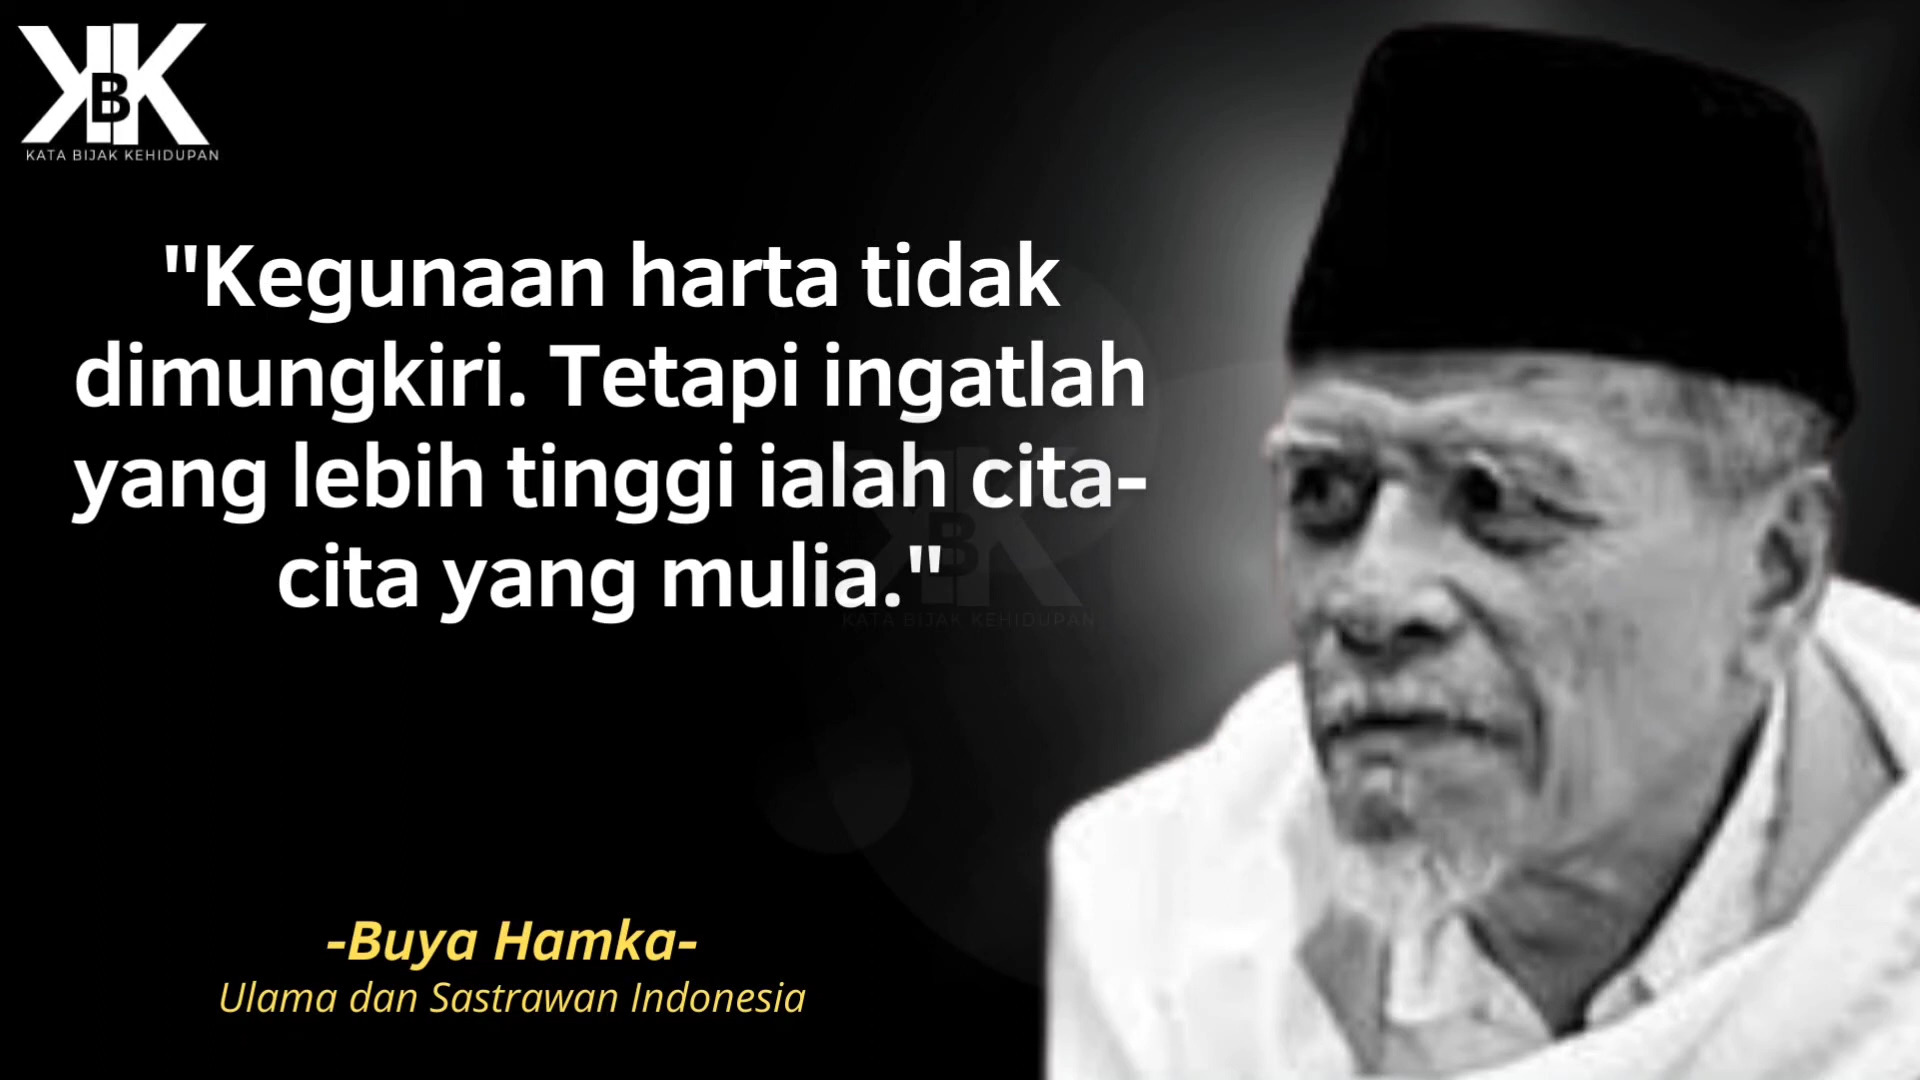 KBK
KATA BIJAK KEHIDUPAN
"Kegunaan harta tidak
dimungkiri. Tetapi ingatlah
yang lebih tinggi ialah cita-
cita yang mulia."
KBK
KATA BIJAK KEHIDUPAN
-Buya Hamka-
Ulama dan Sastrawan Indonesia